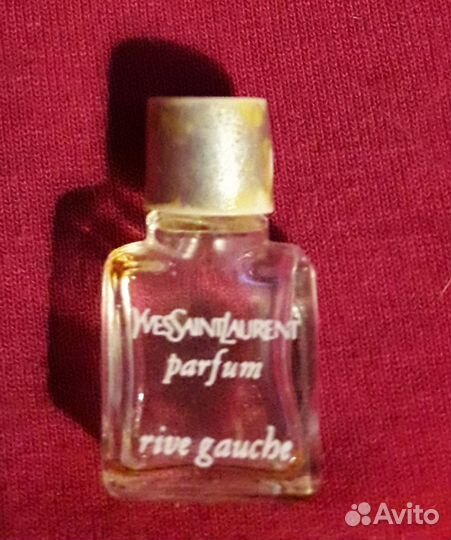 YVESSAINTLAURENT
parfum
rive gauche
Avito